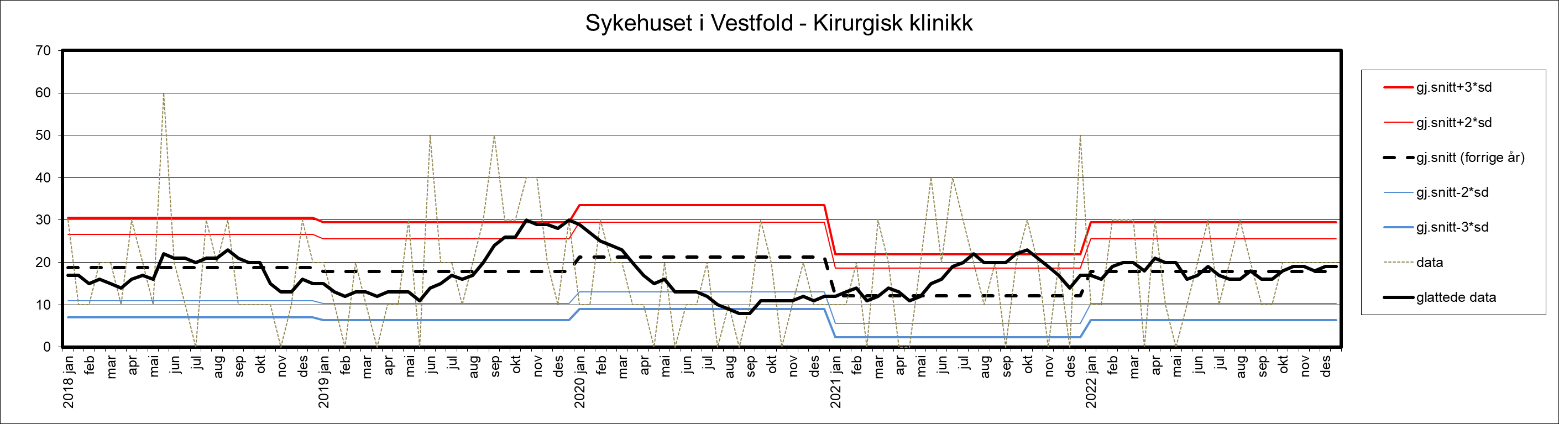 Sykehuset i Vestfold - Kirurgisk klinikk
70
60
50
40
30
20
10
0
2018 jan
feb
mar
apr
mai
jun
jul
aug
sep
okt
nov
des
2019 jan
feb
mar
apr
mai
jun
jul
aug
sep
okt
nov
des
2020 jan
feb
mar
apr
mai
jun
jul
aug
sep
okt
nov
des
2021 jan
feb
mar
apr
mai
jun
jul
aug
sep
okt
nov
des
2022 jan
feb
mar
apr
mai
jun
jul
aug
sep
okt
nov
des
gj.snitt+3*sd
gj.snitt+2*sd
gj.snitt (forrige år)
gj.snitt-2*sd
gj.snitt-3*sd
data
glattede data